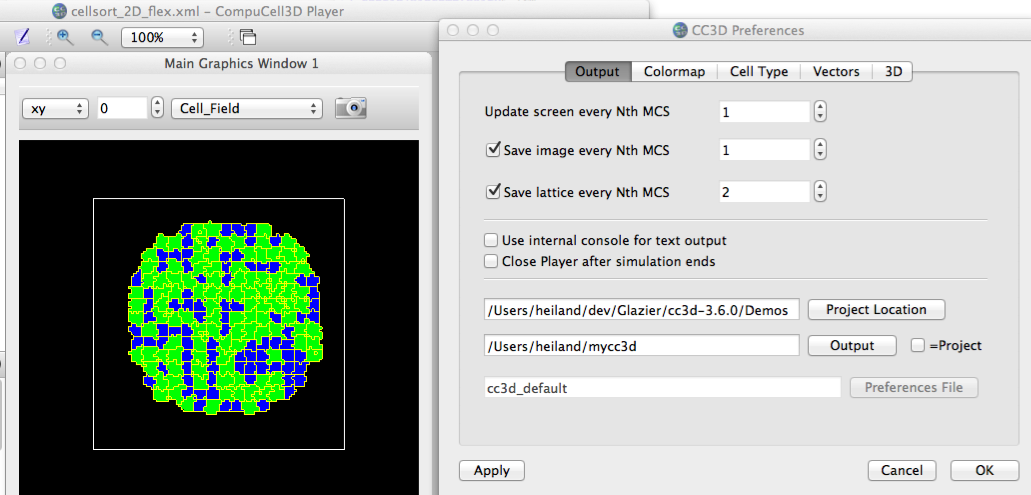 cellsort_2D_flex.xml - CompuCell3D Player
100%
Main Graphics Window 1
xy 0 Cell_Field
CC3D Preferences
Output Colormap Cell Type Vectors 3D
Update screen every Nth MCS 1
Save image every Nth MCS 1
Save lattice every Nth MCS 2
Use internal console for text output
Close Player after simulation ends
/Users/heiland/dev/Glazier/cc3d-3.6.0/Demos Project Location
/Users/heiland/mycc3d Output =Project
cc3d_default Preferences File
Apply Cancel OK